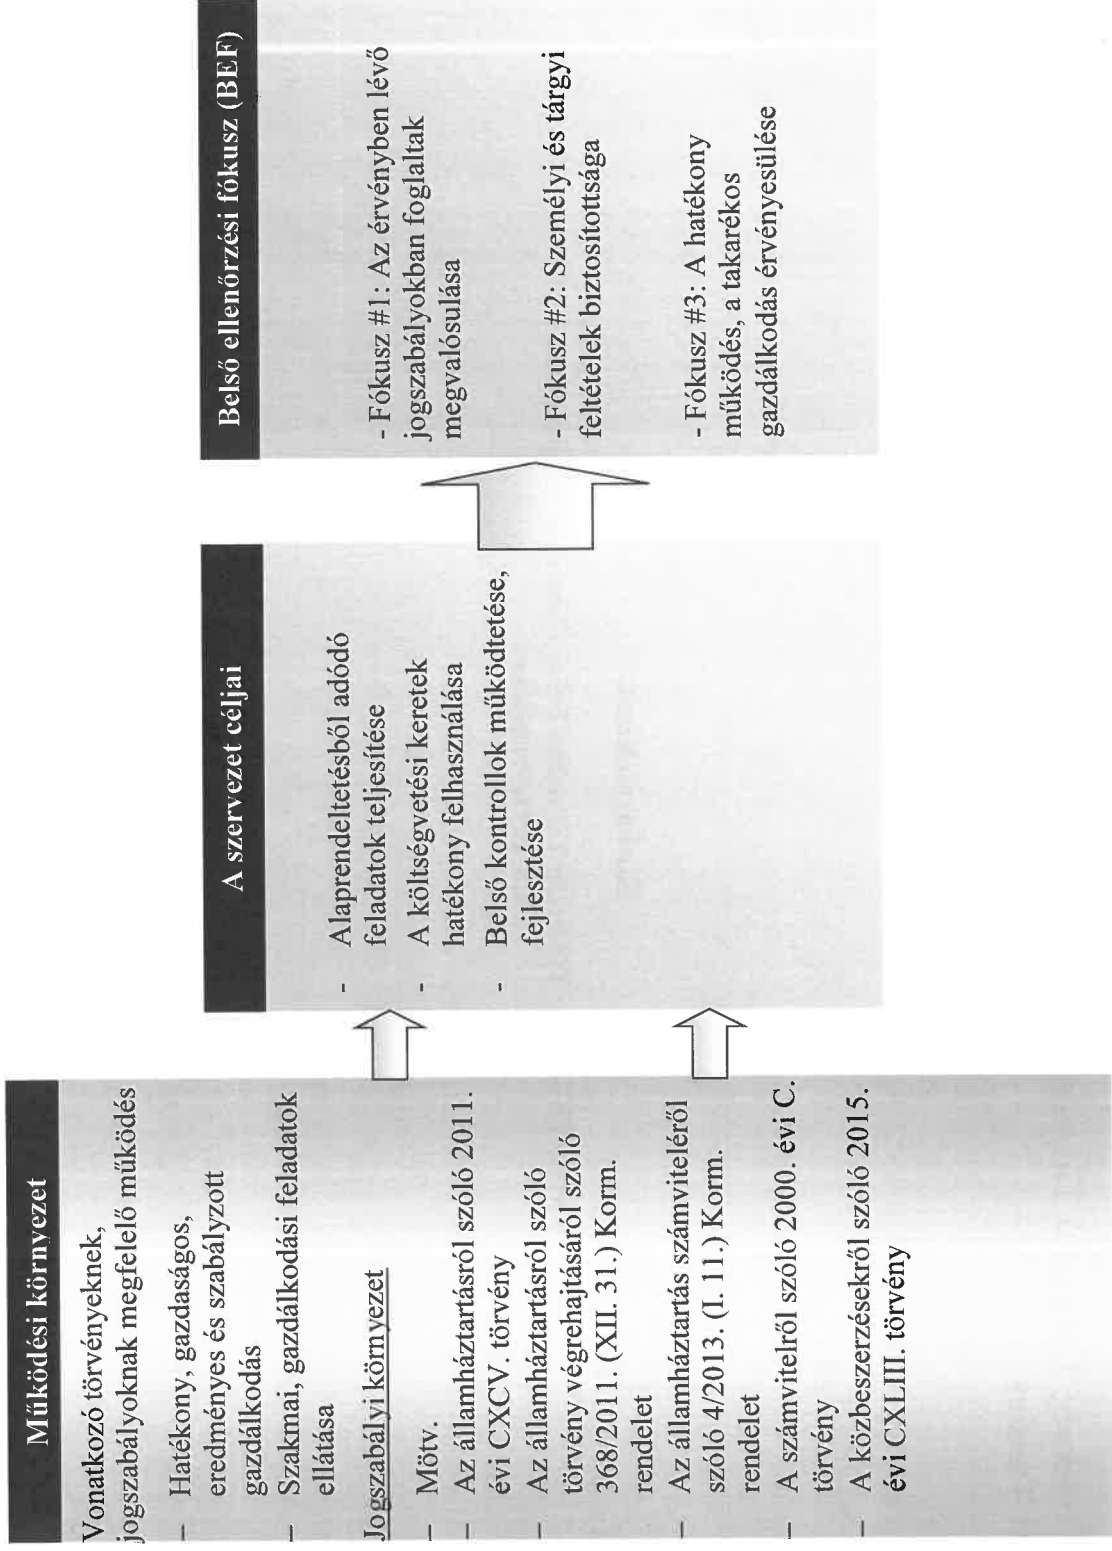 Működési környezet
Vonatkozó törvényeknek,
jogszabályoknak megfelelő működés
– Hatékony, gazdaságos,
eredményes és szabályzott
gazdálkodás
– Szakmai, gazdálkodási feladatok
ellátása
Jogszabályi környezet
– Mötv.
– Az államháztartásról szóló 2011.
évi CXCV. törvény
– Az államháztartásról szóló
törvény végrehajtásáról szóló
368/2011. (XII. 31.) Korm.
rendelet
– Az államháztartás számviteléről
szóló 4/2013. (I. 11.) Korm.
rendelet
– A számvitelről szóló 2000. évi C.
törvény
– A közbeszerzésekről szóló 2015.
évi CXLIII. törvény
A szervezet céljai
- Alaprendeltetésből adódó
feladatok teljesítése
- A költségvetési keretek
hatékony felhasználása
- Belső kontrollok működtetése,
fejlesztése
Belső ellenőrzési fókusz (BEF)
- Fókusz #1: Az érvényben lévő
jogszabályokban foglaltak
megvalósulása
- Fókusz #2: Személyi és tárgyi
feltételek biztosítottsága
- Fókusz #3: A hatékony
működés, a takarékos
gazdálkodás érvényesülése